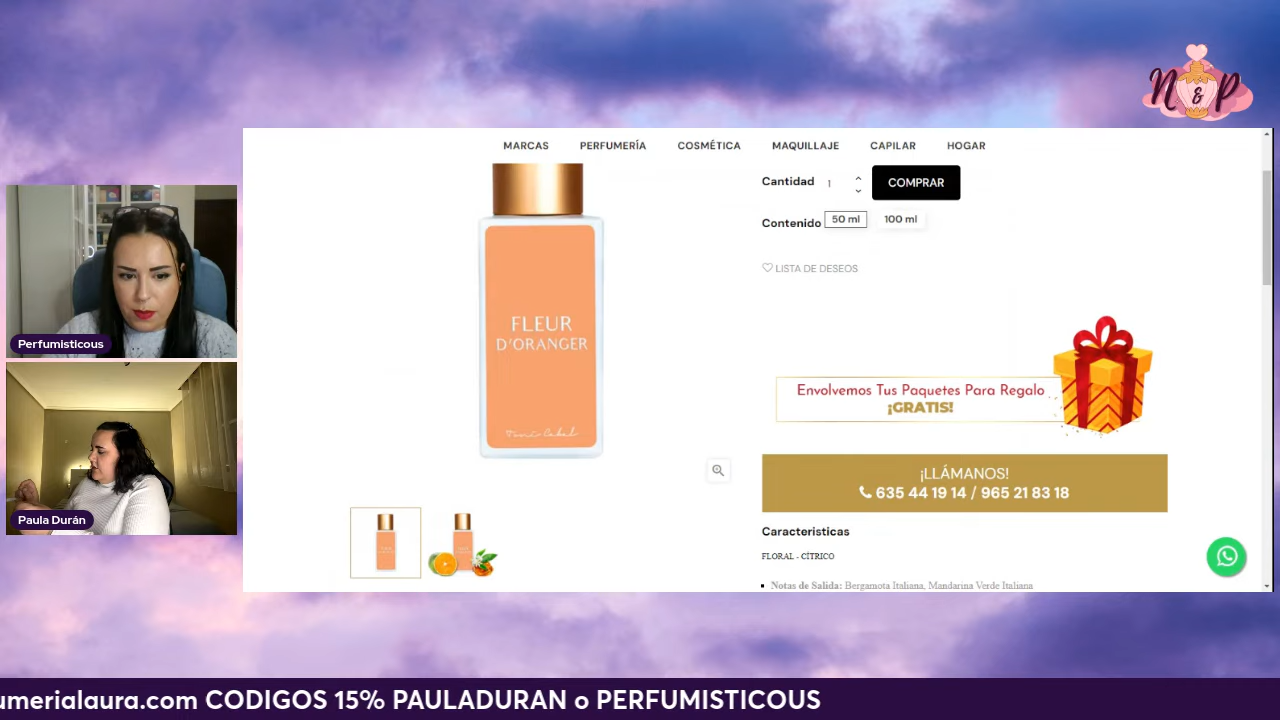 N & P
MARCAS PERFUMERÍA COSMÉTICA MAQUILLAJE CAPILAR HOGAR
Cantidad 1 COMPRAR
Contenido 50 ml 100 ml
LISTA DE DESEOS
FLEUR
D'ORANGER
Toni Cabal
Envolvemos Tus Paquetes Para Regalo
¡GRATIS!
¡LLÁMANOS!
635 44 19 14 / 965 21 83 18
Caracteristicas
FLORAL - CÍTRICO
Notas de Salida: Bergamota Italiana, Mandarina Verde Italiana
Perfumisticous
Paula Durán
umerialaura.com CODIGOS 15% PAULADURAN o PERFUMISTICOUS